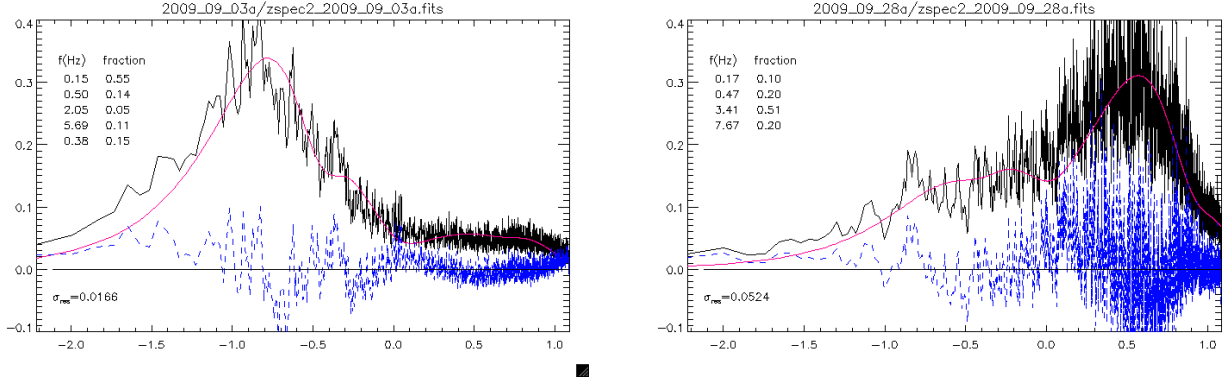 2009_09_03a/zspec2_2009_09_03a.fits
0.4
0.3
0.2
0.1
0.0
−0.1
f(Hz) fraction
0.15 0.55
0.50 0.14
2.05 0.05
5.69 0.11
0.38 0.15
σres=0.0166
−2.0 −1.5 −1.0 −0.5 0.0 0.5 1.0
2009_09_28a/zspec2_2009_09_28a.fits
0.4
0.3
0.2
0.1
0.0
−0.1
f(Hz) fraction
0.17 0.10
0.47 0.20
3.41 0.51
7.67 0.20
σres=0.0524
−2.0 −1.5 −1.0 −0.5 0.0 0.5 1.0